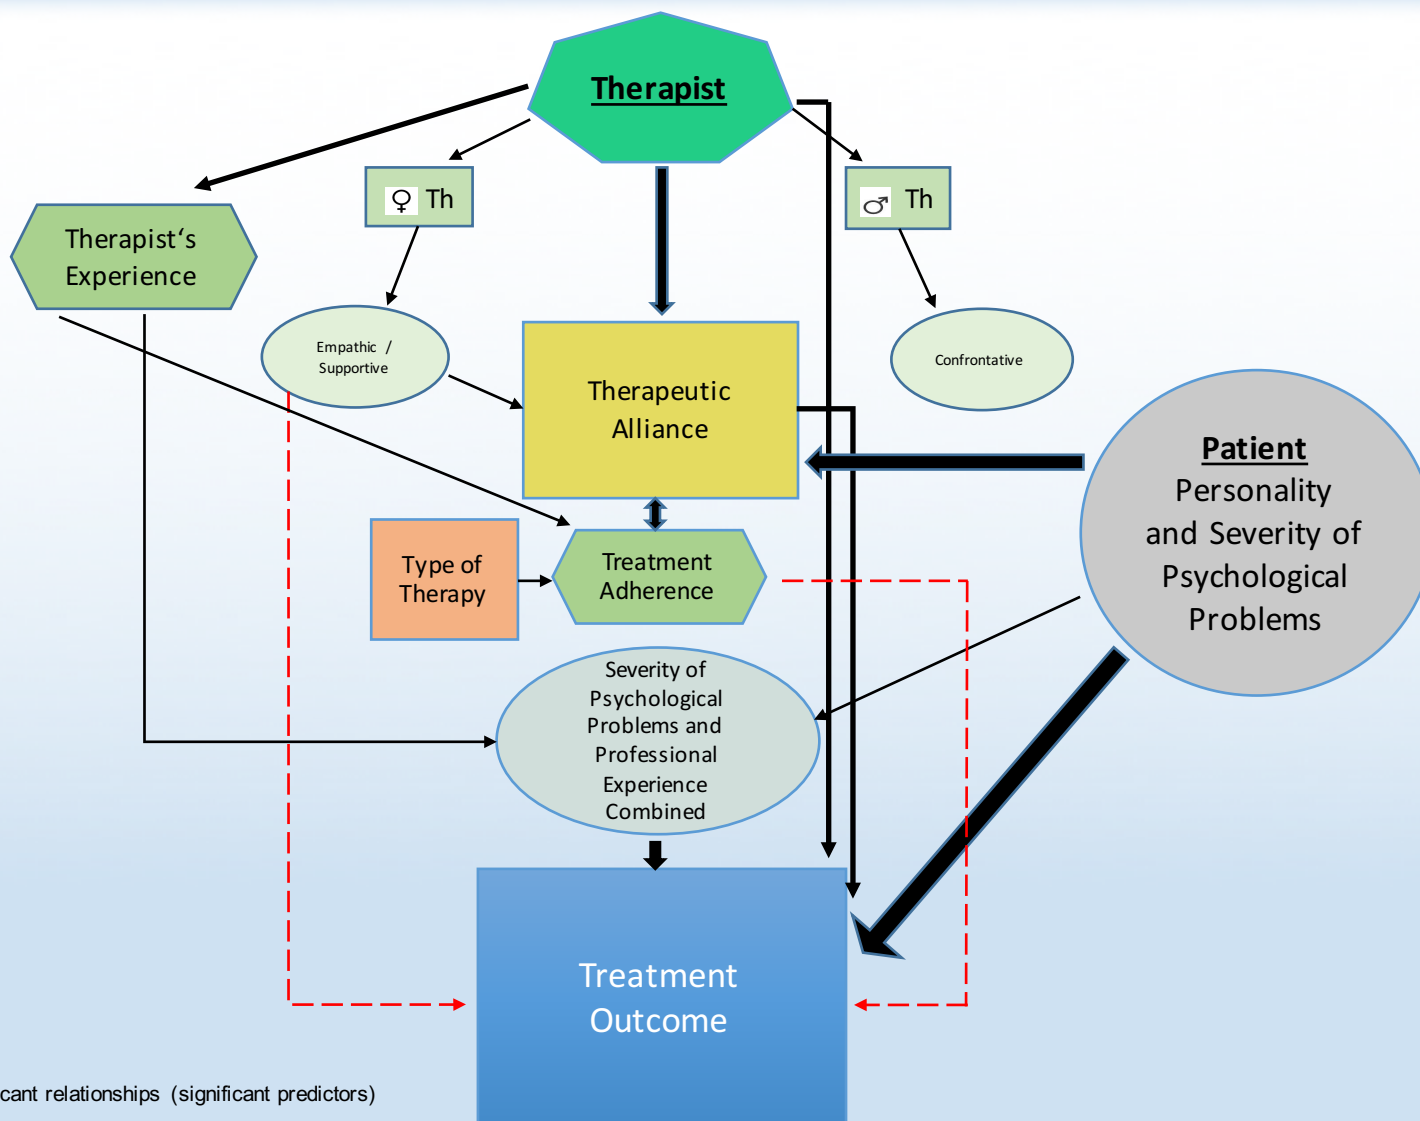 Therapist
♀ Th
♂ Th
Therapist‘s
Experience
Empathic /
Supportive
Therapeutic
Alliance
Confrontative
Patient
Personality
and Severity of
Psychological
Problems
Type of
Therapy
Treatment
Adherence
Severity of
Psychological
Problems and
Professional
Experience
Combined
Treatment
Outcome
cant relationships (significant predictors)